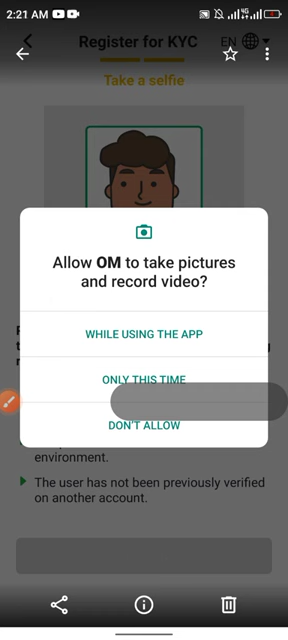 2:21 AM
4G
Register for KYC
EN
Take a selfie
Allow OM to take pictures
and record video?
WHILE USING THE APP
ONLY THIS TIME
DON'T ALLOW
environment.
The user has not been previously verified
on another account.